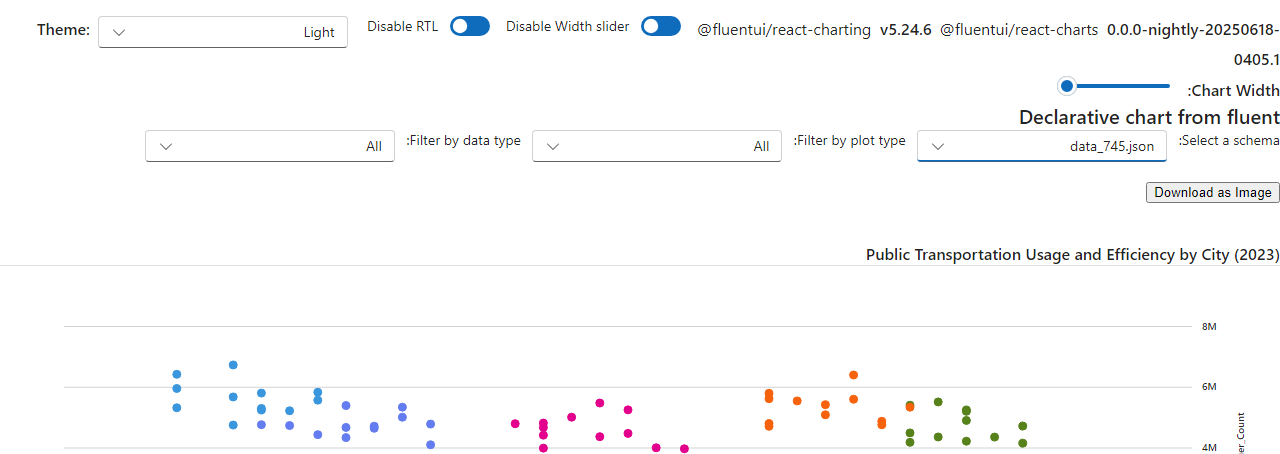 Theme: Light Disable RTL Disable Width slider @fluentui/react-charting v5.24.6 @fluentui/react-charts 0.0.0-nightly-20250618-
0405.1
:Chart Width
Declarative chart from fluent
:Select a schema data_745.json :Filter by plot type All :Filter by data type All
Download as Image
Public Transportation Usage and Efficiency by City (2023)
8M
6M
4M